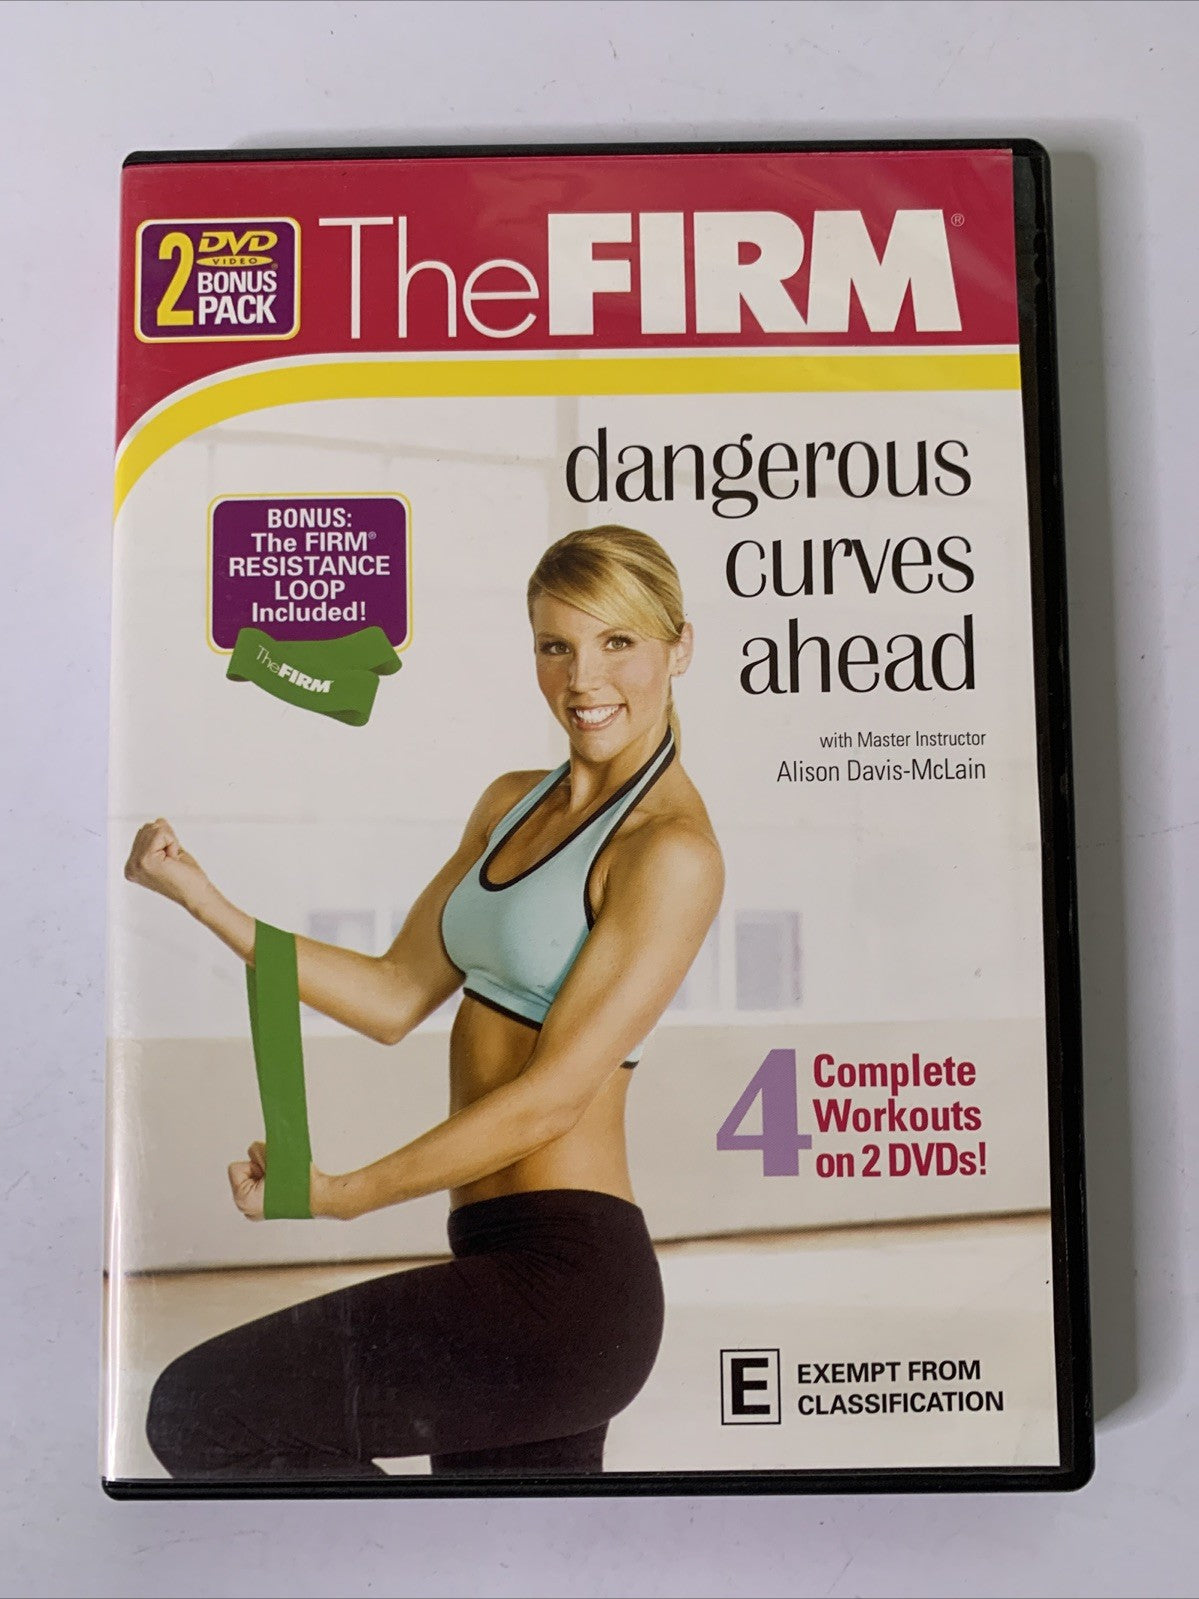 2 DVD
VIDEO
BONUS
PACK
The FIRM®
dangerous
curves
ahead
with Master Instructor
Alison Davis-McLain
BONUS:
The FIRM®
RESISTANCE
LOOP
Included!
The FIRM
4 Complete
Workouts
on 2 DVDs!
E EXEMPT FROM
CLASSIFICATION